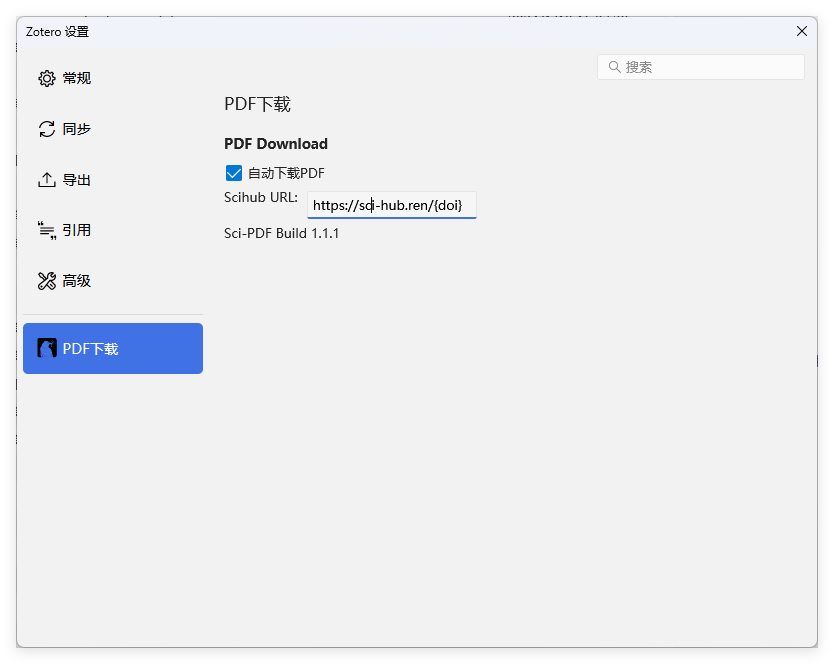 Zotero 设置
常规
同步
导出
引用
高级
PDF下载
搜索
PDF下载
PDF Download
自动下载PDF
Scihub URL: https://sci-hub.ren/{doi}
Sci-PDF Build 1.1.1